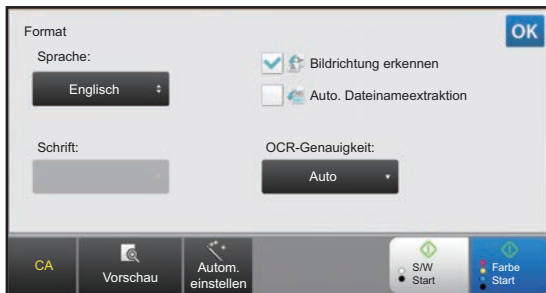 Format
OK
Sprache:
Englisch
Bildrichtung erkennen
Auto. Dateinameextraktion
Schrift:
OCR-Genauigkeit:
Auto
CA
Vorschau
Autom.
einstellen
S/W
Start
Farbe
Start